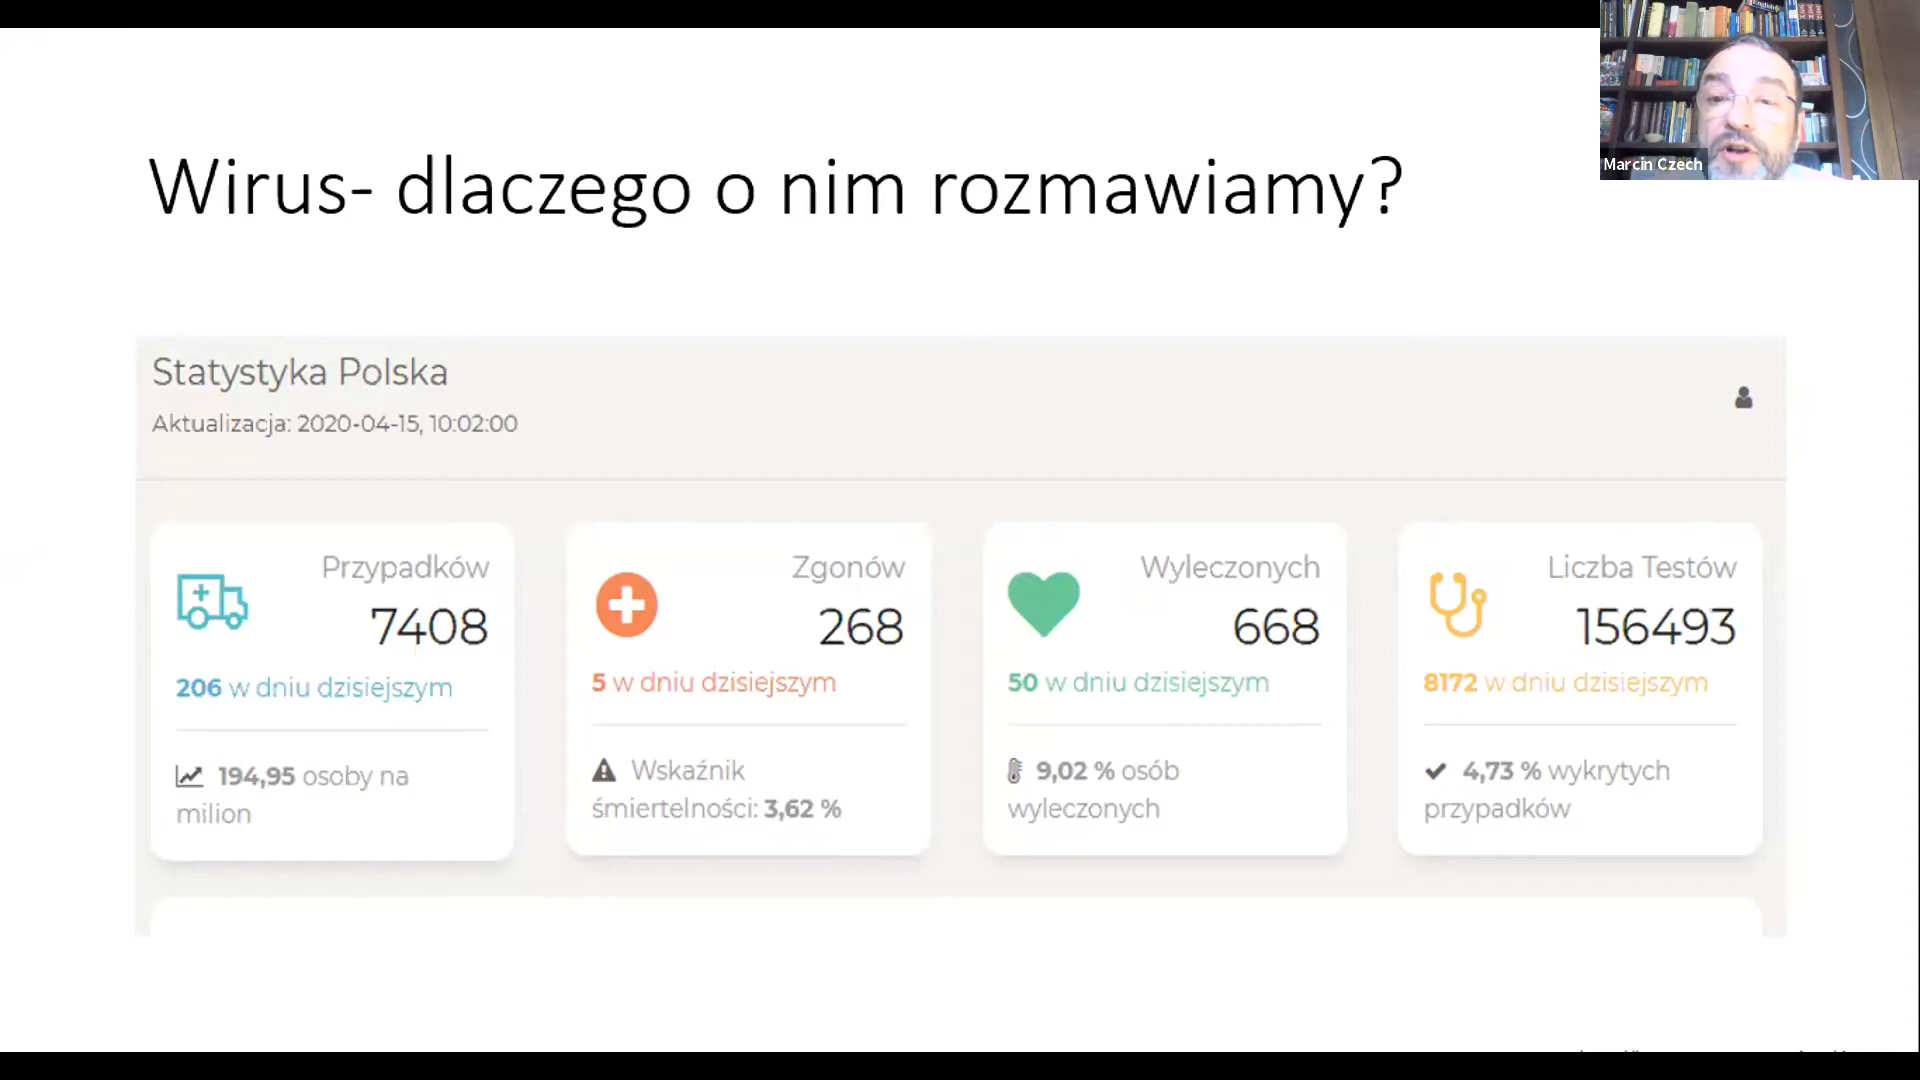 Wirus- dlaczego o nim rozmawiamy?
Marcin Czech
Statystyka Polska
Aktualizacja: 2020-04-15, 10:02:00
Przypadków
7408
206 w dniu dzisiejszym
194,95 osoby na
milion
Zgonów
268
5 w dniu dzisiejszym
Wskaźnik
śmiertelności: 3,62 %
Wyleczonych
668
50 w dniu dzisiejszym
9,02 % osób
wyleczonych
Liczba Testów
156493
8172 w dniu dzisiejszym
4,73 % wykrytych
przypadków